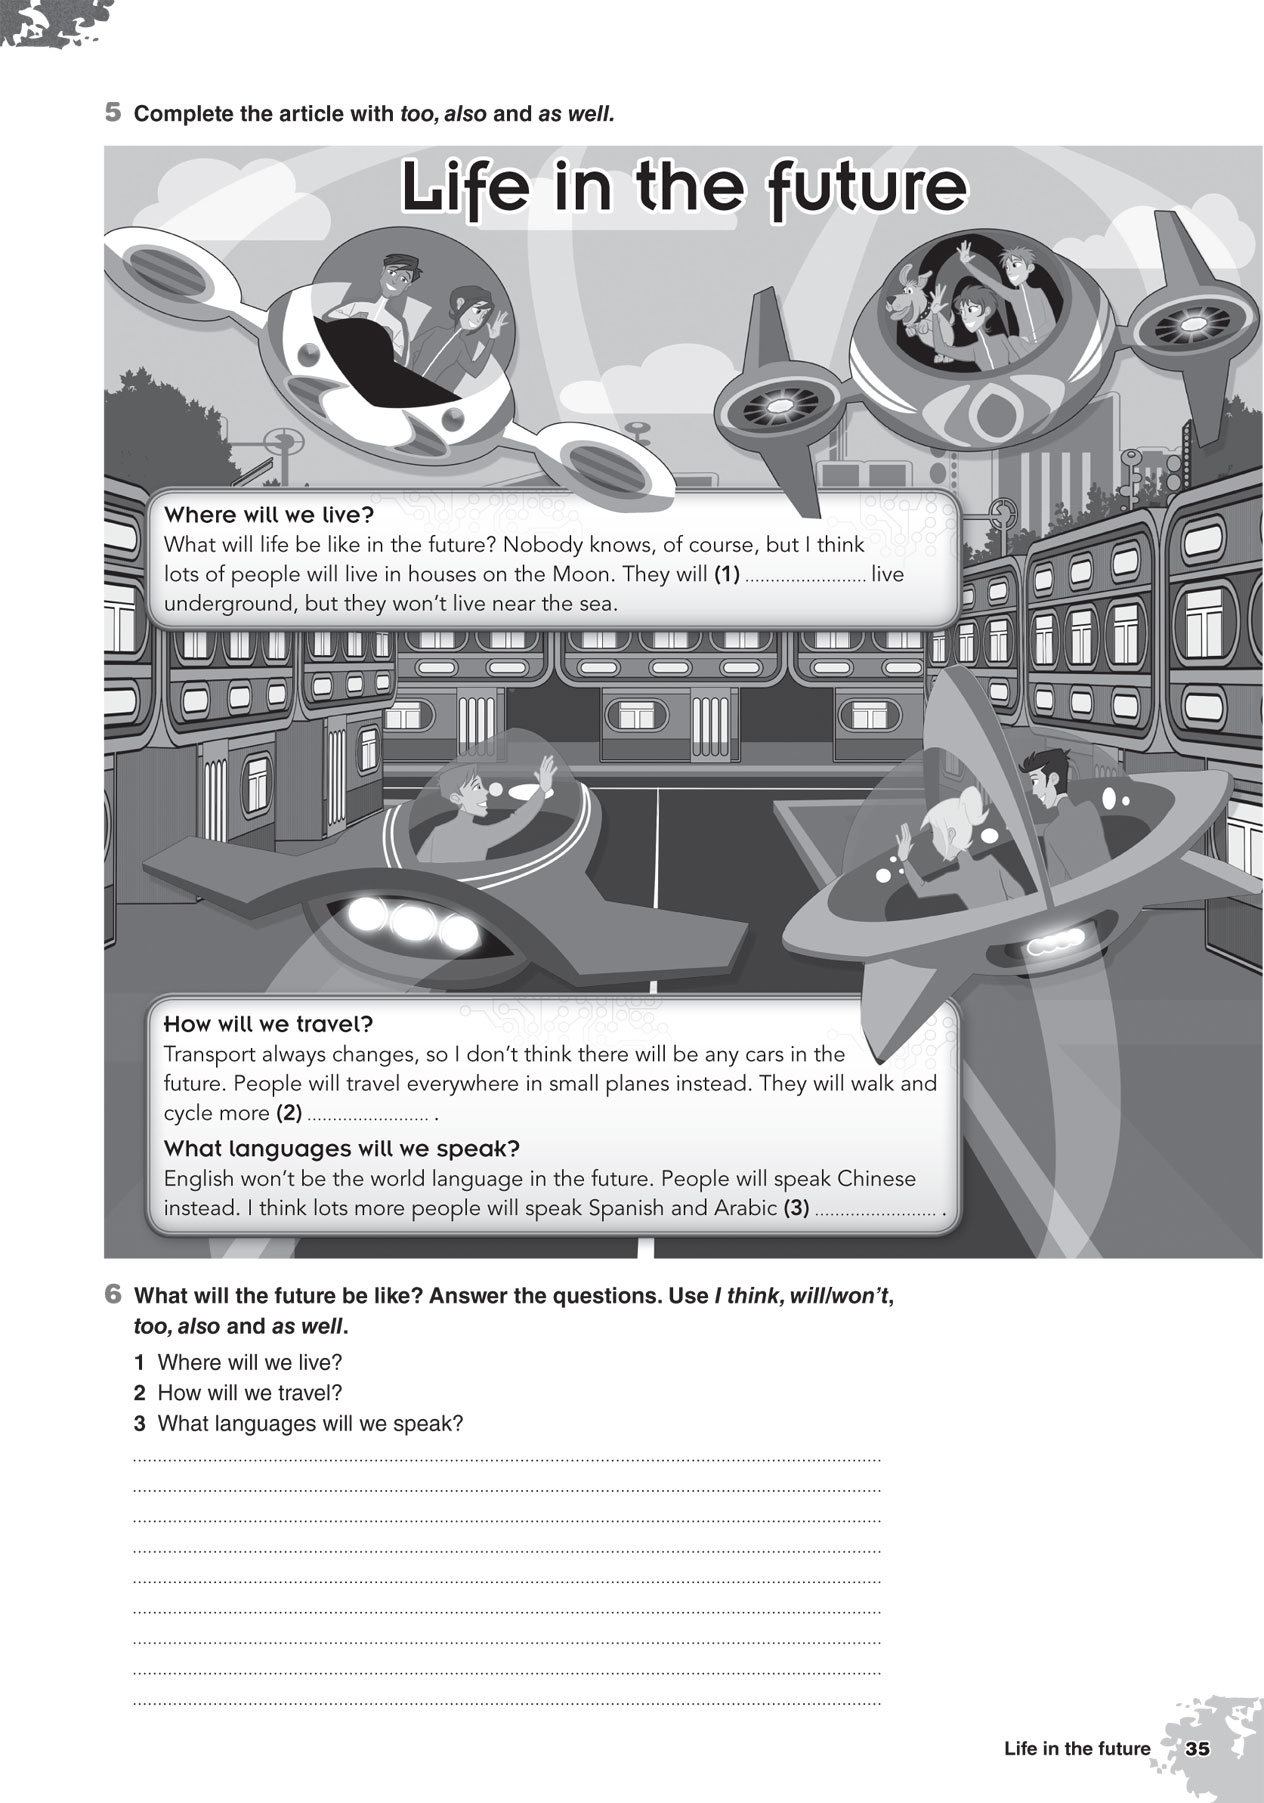 5 Complete the article with too, also and as well.
Life in the future
Where will we live?
What will life be like in the future? Nobody knows, of course, but I think
lots of people will live in houses on the Moon. They will (1) ........................ live
underground, but they won't live near the sea.
How will we travel?
Transport always changes, so I don't think there will be any cars in the
future. People will travel everywhere in small planes instead. They will walk and
cycle more (2) ........................ .
What languages will we speak?
English won't be the world language in the future. People will speak Chinese
instead. I think lots more people will speak Spanish and Arabic (3) ........................ .
6 What will the future be like? Answer the questions. Use I think, will/won't,
too, also and as well.
1 Where will we live?
2 How will we travel?
3 What languages will we speak?
Life in the future 35